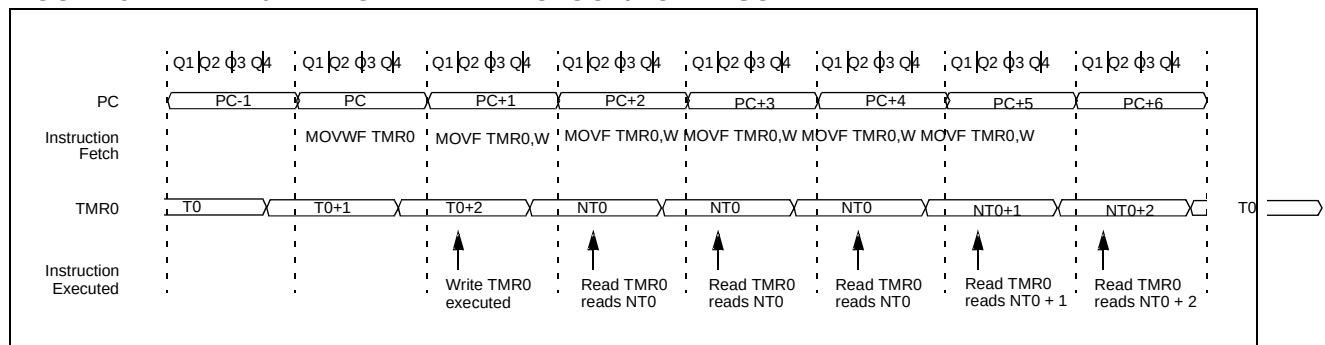 Q1 Q2 Q3 Q4 Q1 Q2 Q3 Q4 Q1 Q2 Q3 Q4 Q1 Q2 Q3 Q4 Q1 Q2 Q3 Q4 Q1 Q2 Q3 Q4 Q1 Q2 Q3 Q4 Q1 Q2 Q3 Q4
PC PC-1 PC PC+1 PC+2 PC+3 PC+4 PC+5 PC+6
Instruction
Fetch
MOVWF TMR0 MOVF TMR0,W MOVF TMR0,W MOVF TMR0,W MOVF TMR0,W MOVF TMR0,W
TMR0 T0 T0+1 T0+2 NT0 NT0 NT0 NT0+1 NT0+2 T0
Instruction
Executed
Write TMR0
executed
Read TMR0
reads NT0
Read TMR0
reads NT0
Read TMR0
reads NT0
Read TMR0
reads NT0 + 1
Read TMR0
reads NT0 + 2